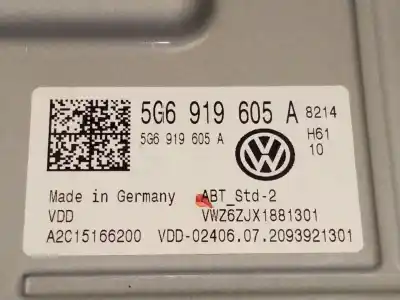 5G6 919 605 A 8214
5G6 919 605 A H61
10
Made in Germany ABT_Std-2
VDD VWZ6ZJX1881301
A2C15166200 VDD-02406.07.2093921301